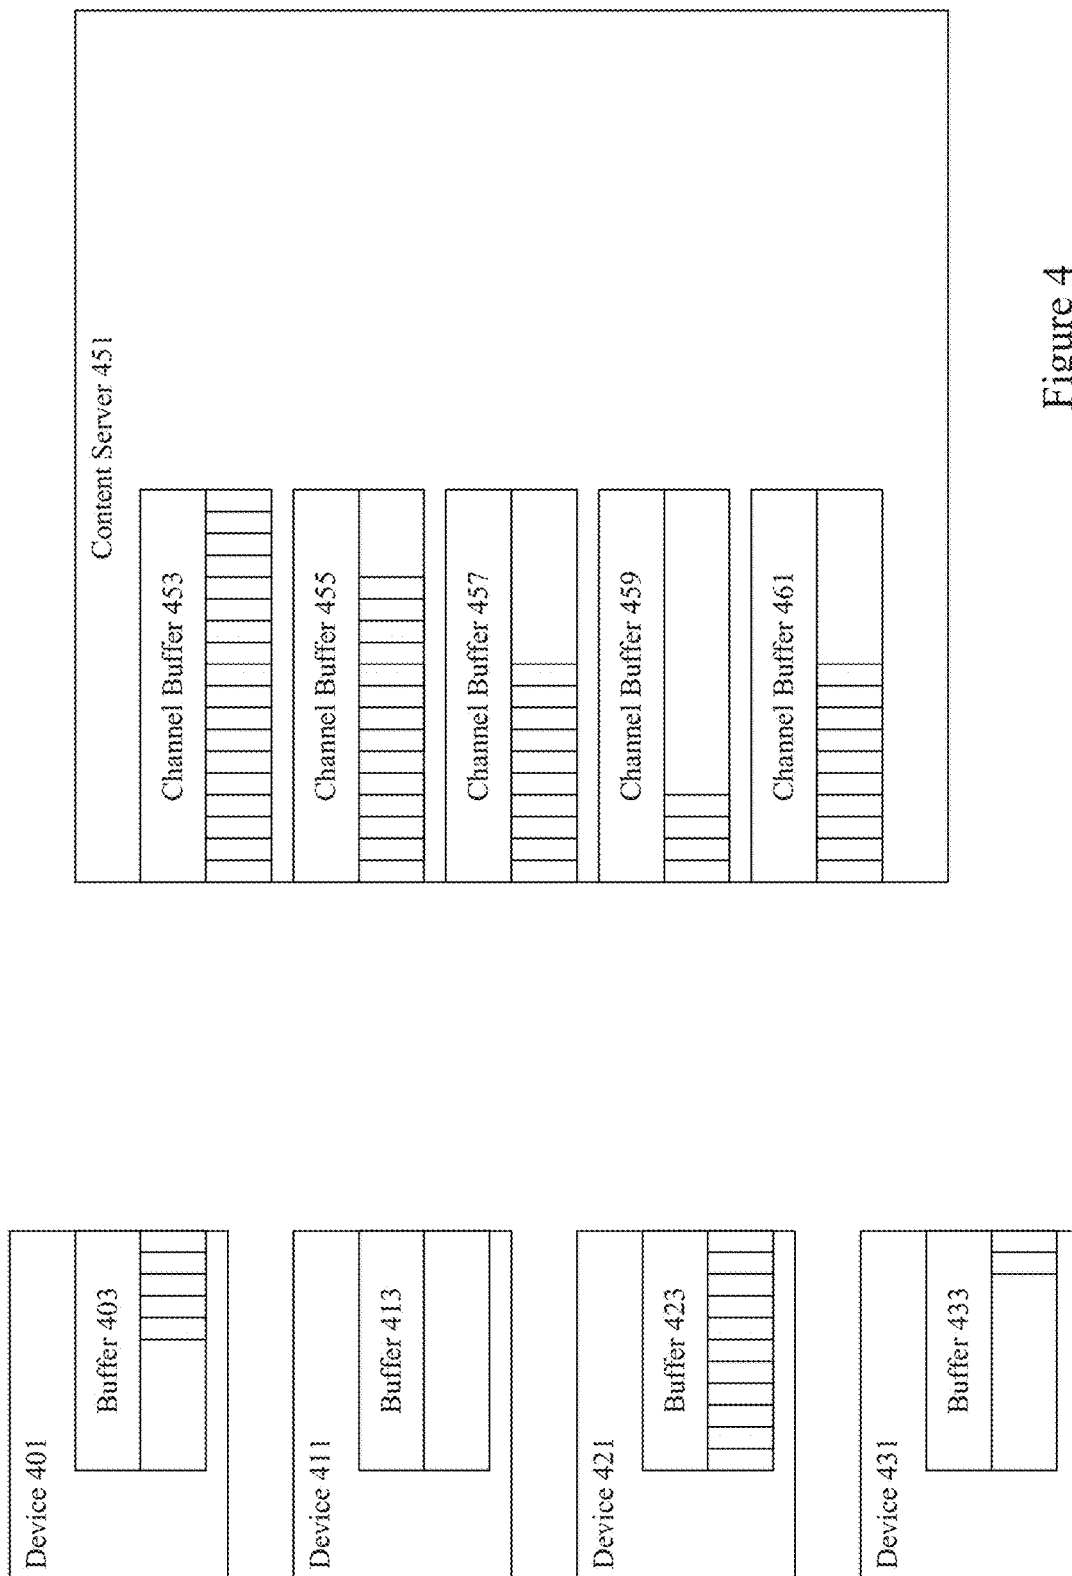 Device 401
Buffer 403
Device 411
Buffer 413
Device 421
Buffer 423
Device 431
Buffer 433
Content Server 451
Channel Buffer 453
Channel Buffer 455
Channel Buffer 457
Channel Buffer 459
Channel Buffer 461
Figure 4